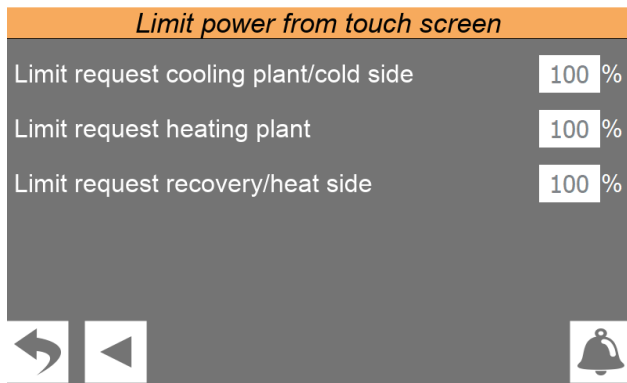 Limit power from touch screen
Limit request cooling plant/cold side 100 %
Limit request heating plant 100 %
Limit request recovery/heat side 100 %